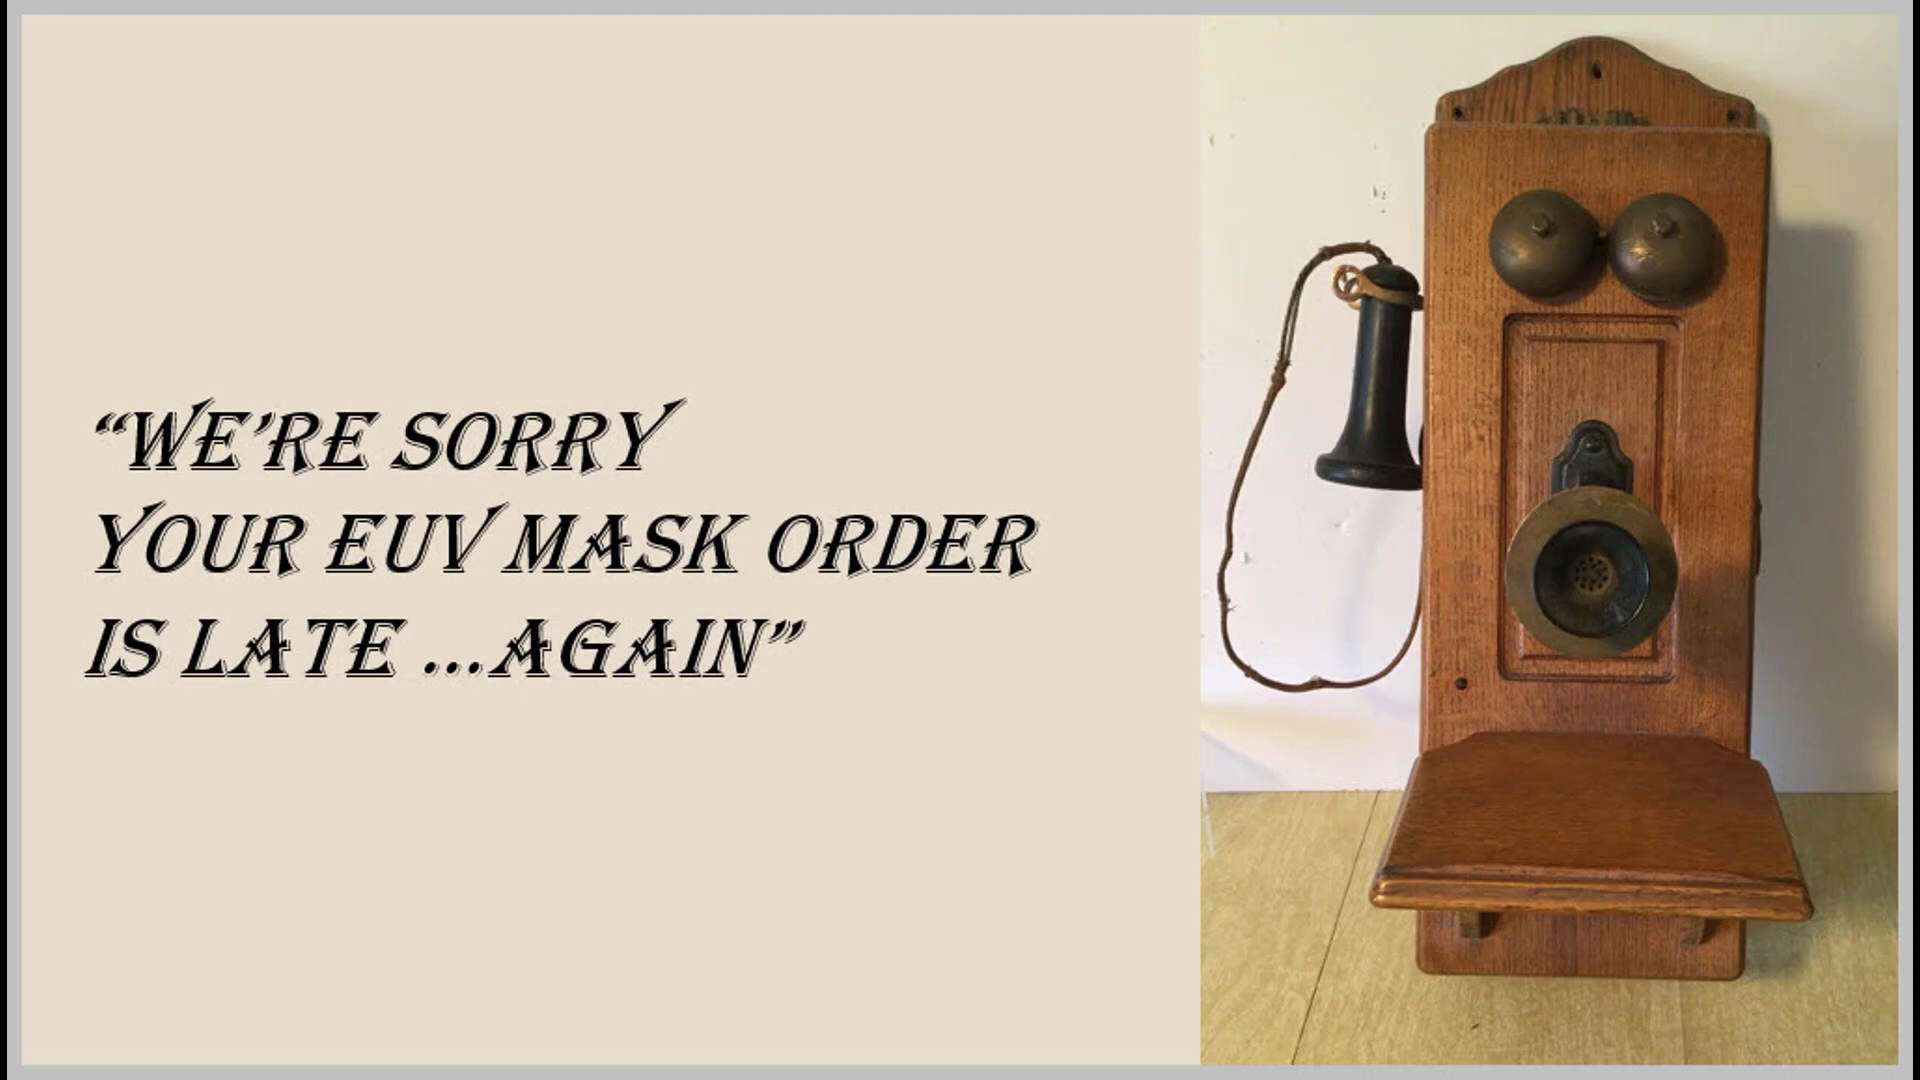 “WE’RE SORRY
YOUR EUV MASK ORDER
IS LATE ...AGAIN”